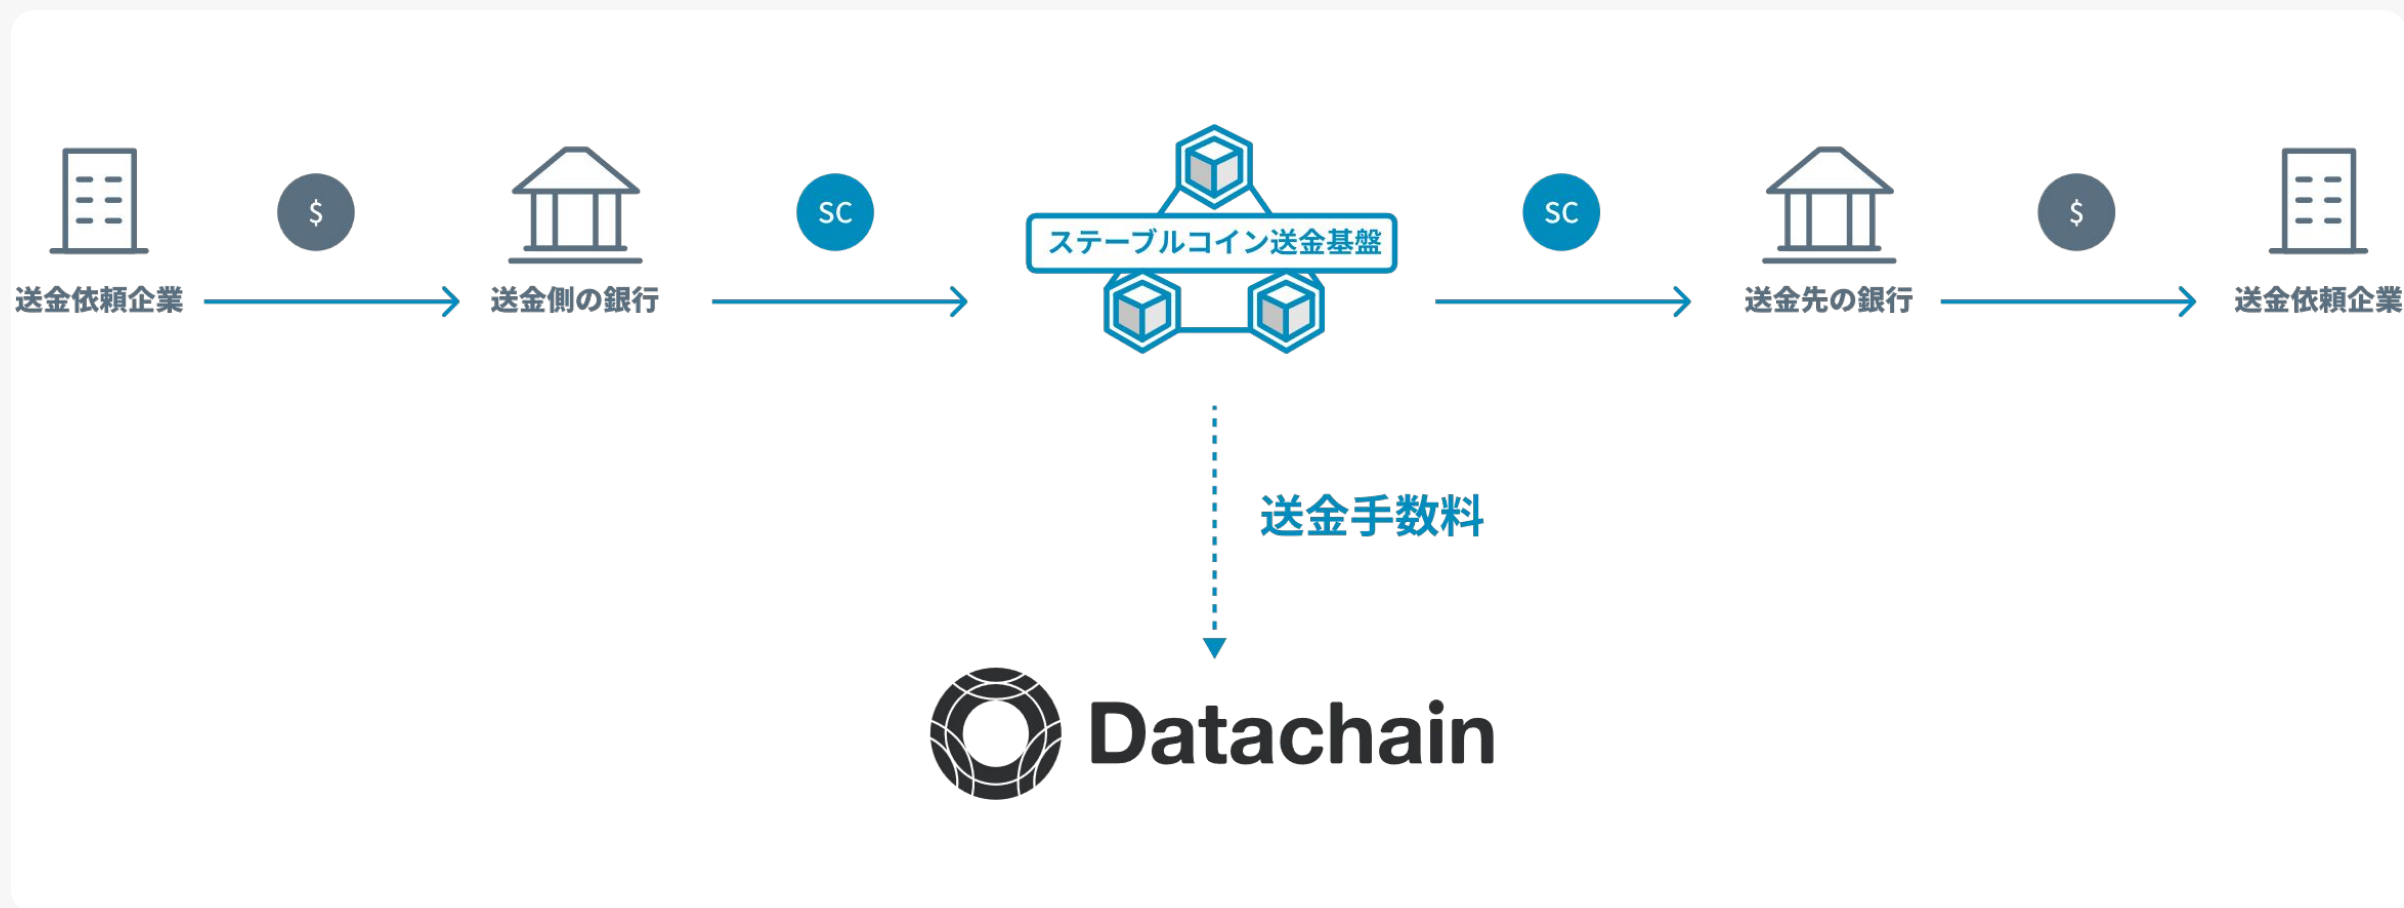 $
SC
ステーブルコイン送金基盤
SC
$
送金依頼企業
送金側の銀行
送金先の銀行
送金依頼企業
送金手数料
Datachain